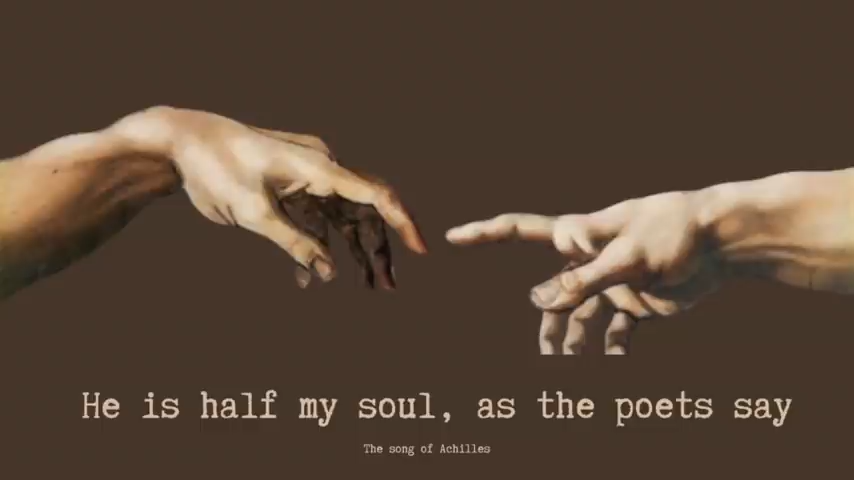 He is half my soul, as the poets say
The song of Achilles